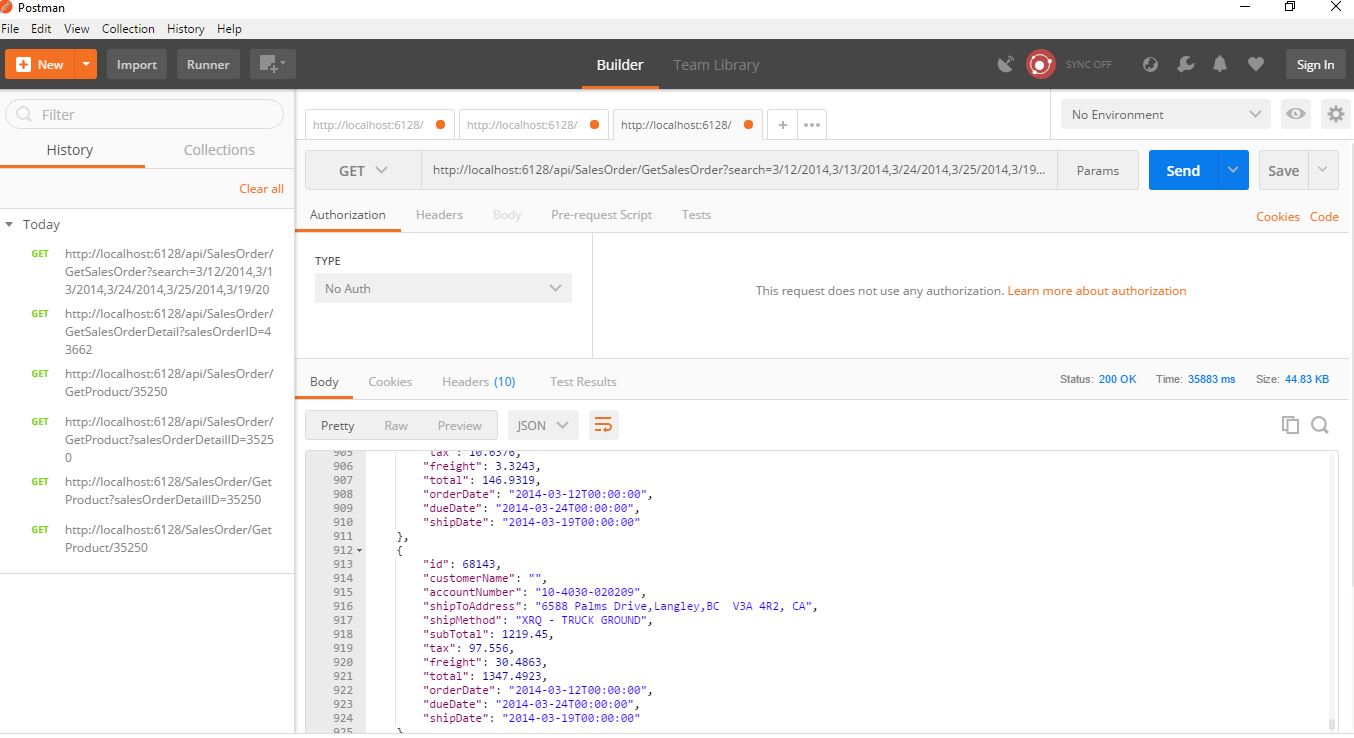 Postman
File Edit View Collection History Help
New Import Runner Builder Team Library SYNC OFF Sign In
Filter
History Collections
Clear all
Today
GET http://localhost:6128/api/SalesOrder/
GetSalesOrder?search=3/12/2014,3/1
3/2014,3/24/2014,3/25/2014,3/19/20
GET http://localhost:6128/api/SalesOrder/
GetSalesOrderDetail?salesOrderID=4
3662
GET http://localhost:6128/api/SalesOrder/
GetProduct/35250
GET http://localhost:6128/api/SalesOrder/
GetProduct?salesOrderDetailID=3525
0
GET http://localhost:6128/SalesOrder/Get
Product?salesOrderDetailID=35250
GET http://localhost:6128/SalesOrder/Get
Product/35250
http://localhost:6128/ http://localhost:6128/ http://localhost:6128/ + •••
No Environment
GET http://localhost:6128/api/SalesOrder/GetSalesOrder?search=3/12/2014,3/13/2014,3/24/2014,3/25/2014,3/19... Params Send Save
Authorization Headers Body Pre-request Script Tests Cookies Code
TYPE
No Auth
This request does not use any authorization. Learn more about authorization
Body Cookies Headers (10) Test Results Status: 200 OK Time: 35883 ms Size: 44.83 KB
Pretty Raw Preview JSON
905 "tax": 10.6376,
906 "freight": 3.3243,
907 "total": 146.9319,
908 "orderDate": "2014-03-12T00:00:00",
909 "dueDate": "2014-03-24T00:00:00",
910 "shipDate": "2014-03-19T00:00:00"
911 },
912 {
913 "id": 68143,
914 "customerName": "",
915 "accountNumber": "10-4030-020209",
916 "shipToAddress": "6588 Palms Drive,Langley,BC  V3A 4R2, CA",
917 "shipMethod": "XRQ - TRUCK GROUND",
918 "subTotal": 1219.45,
919 "tax": 97.556,
920 "freight": 30.4863,
921 "total": 1347.4923,
922 "orderDate": "2014-03-12T00:00:00",
923 "dueDate": "2014-03-24T00:00:00",
924 "shipDate": "2014-03-19T00:00:00"
925